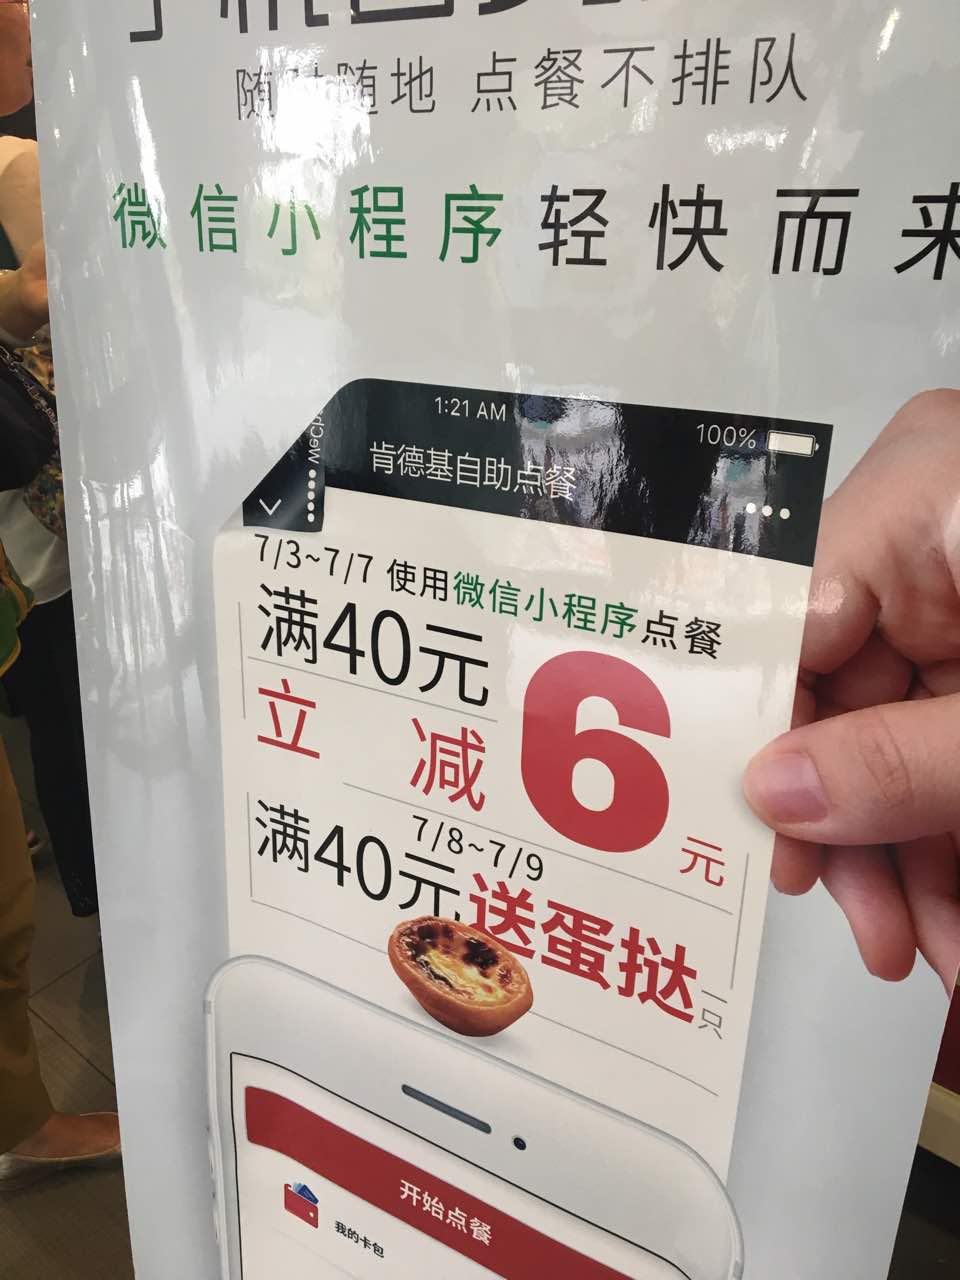 随时随地 点餐不排队
微信小程序轻快而来
1:21 AM
100%
肯德基自助点餐
7/3~7/7 使用微信小程序点餐
满40元
立减6元
7/8~7/9
满40元送蛋挞一只
开始点餐
我的卡包